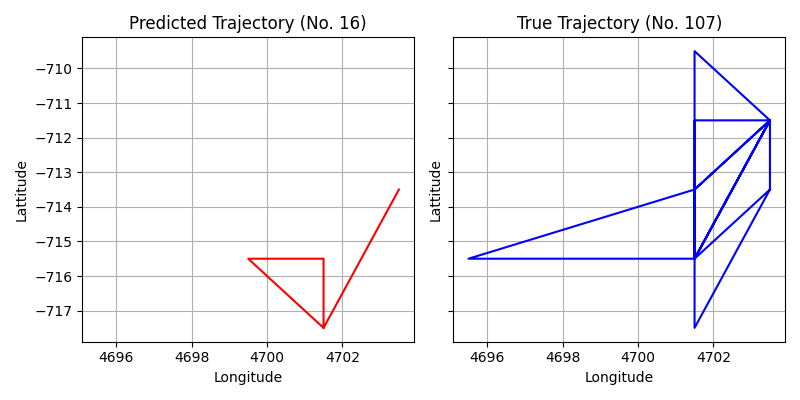 Predicted Trajectory (No. 16)
Lattitude
−710
−711
−712
−713
−714
−715
−716
−717
4696
4698
4700
4702
Longitude
True Trajectory (No. 107)
Lattitude
4696
4698
4700
4702
Longitude